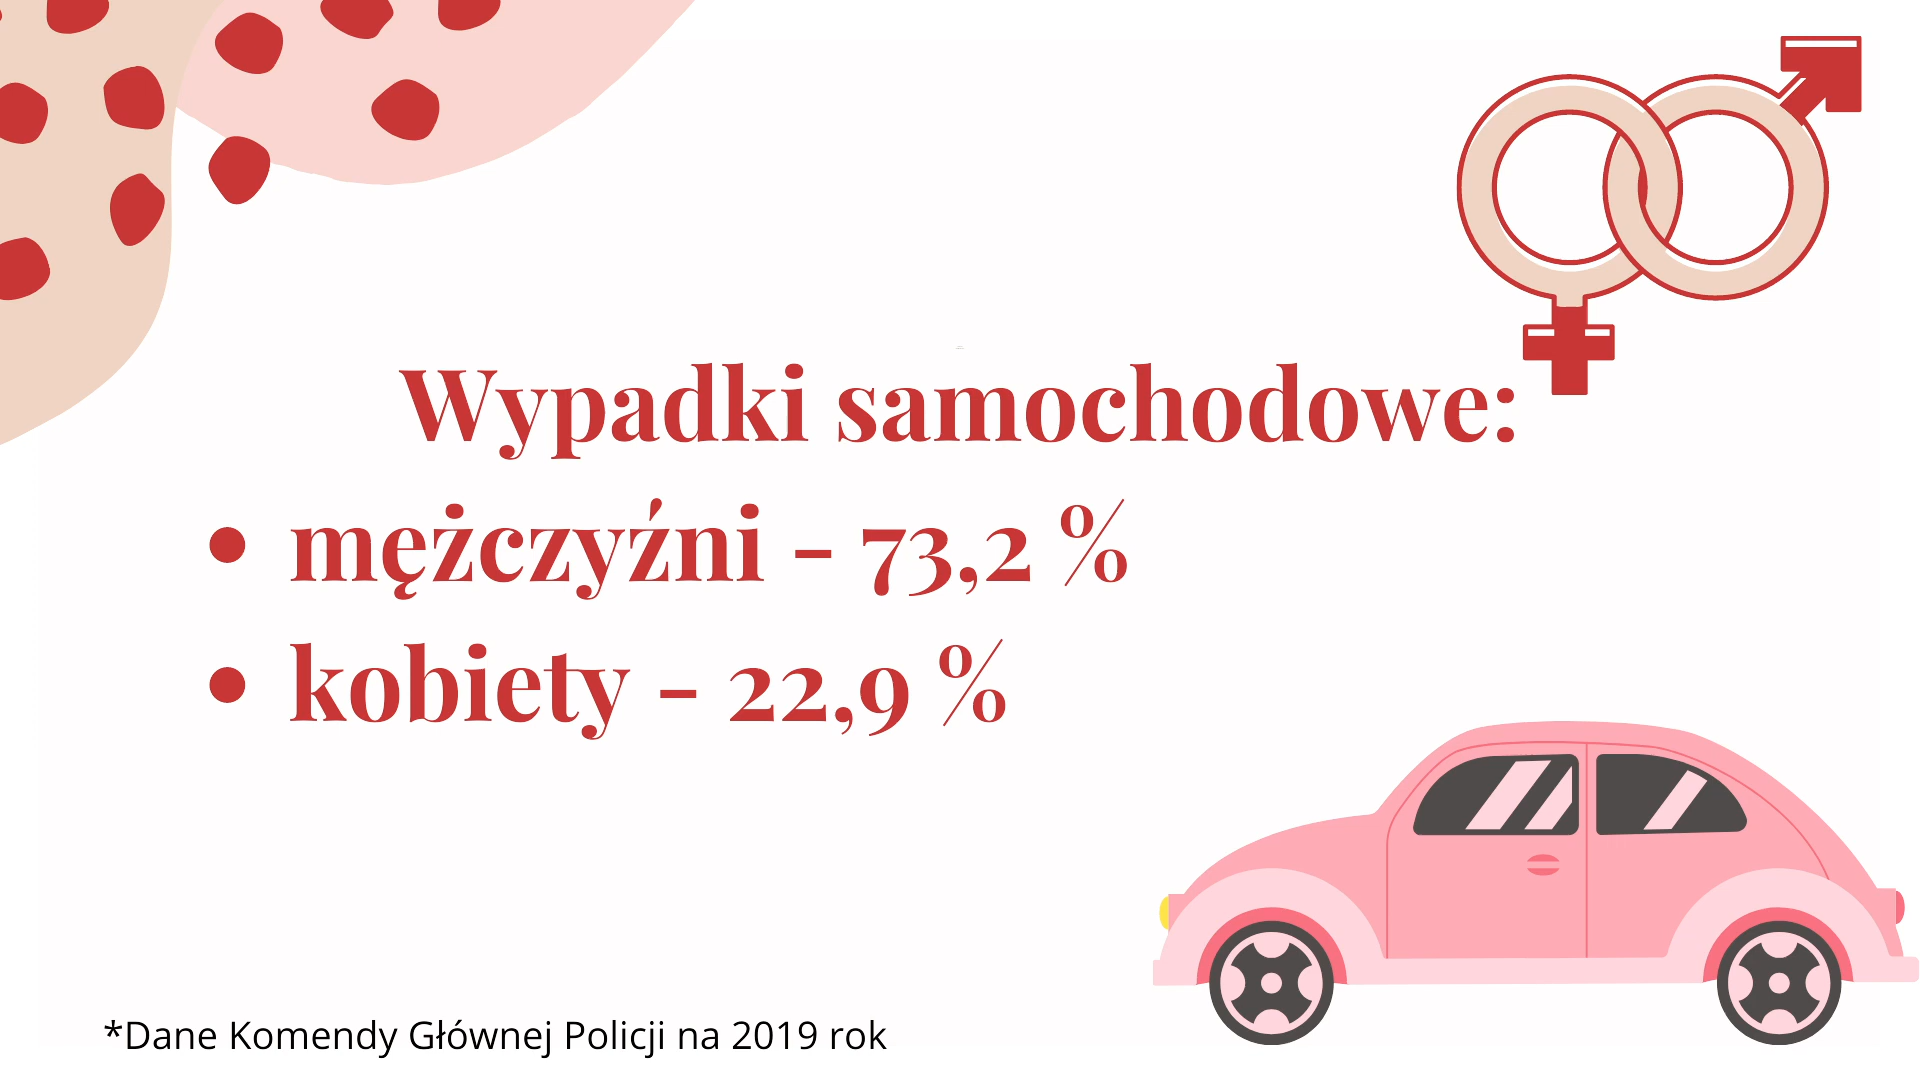 Wypadki samochodowe:
• mężczyźni - 73,2 %
• kobiety - 22,9 %
*Dane Komendy Głównej Policji na 2019 rok